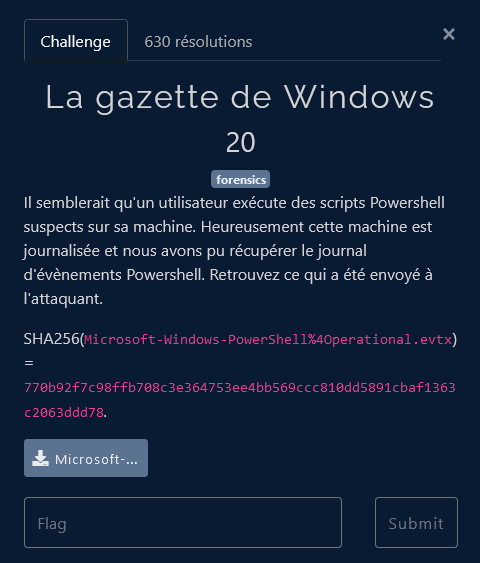 Challenge 630 résolutions ×
La gazette de Windows
20
forensics
Il semblerait qu'un utilisateur exécute des scripts Powershell
suspects sur sa machine. Heureusement cette machine est
journalisée et nous avons pu récupérer le journal
d'évènements Powershell. Retrouvez ce qui a été envoyé à
l'attaquant.
SHA256(Microsoft-Windows-PowerShell%4Operational.evtx)
=
770b92f7c98ffb708c3e364753ee4bb569ccc810dd5891cbaf1363
c2063ddd78.
Microsoft-...
Flag Submit